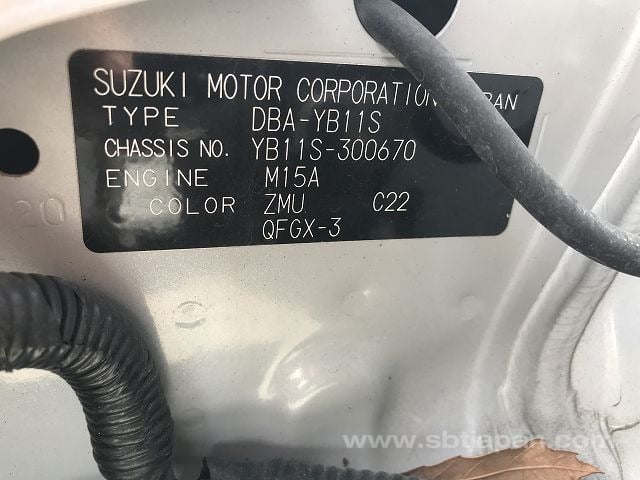 SUZUKI MOTOR CORPORATION
TYPE DBA-YB11S
CHASSIS NO. YB11S-300670
ENGINE M15A
COLOR ZMU C22
QFGX-3
www.sbtjapan.com